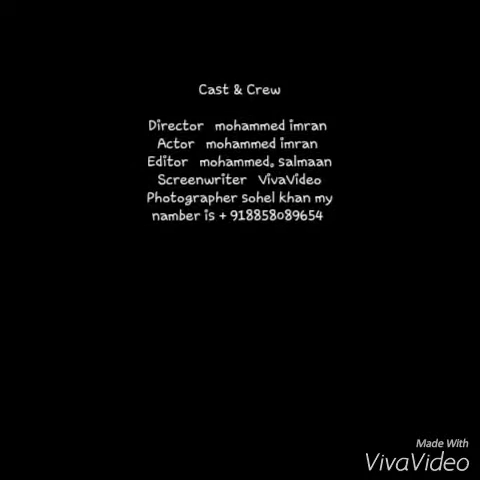 Cast & Crew
Director mohammed imran
Actor mohammed imran
Editor mohammed. salmaan
Screenwriter VivaVideo
Photographer sohel khan my
namber is + 918858089654
Made With
VivaVideo